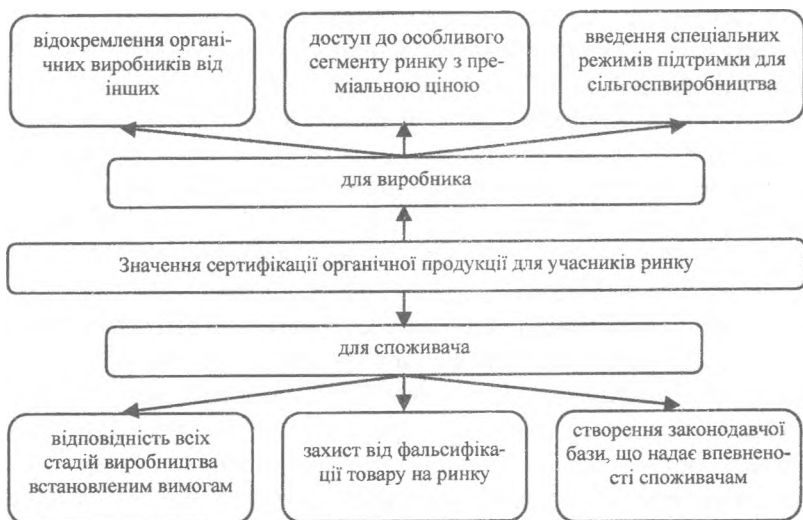 відокремлення органі-
чних виробників від
інших
доступ до особливого
сегменту ринку з пре-
міальною ціною
введення спеціальних
режимів підтримки для
сільгоспвиробництва
для виробника
Значення сертифікації органічної продукції для учасників ринку
для споживача
відповідність всіх
стадій виробництва
встановленим вимогам
захист від фальсифіка-
ції товару на ринку
створення законодавчої
бази, що надає впевнено-
сті споживачам